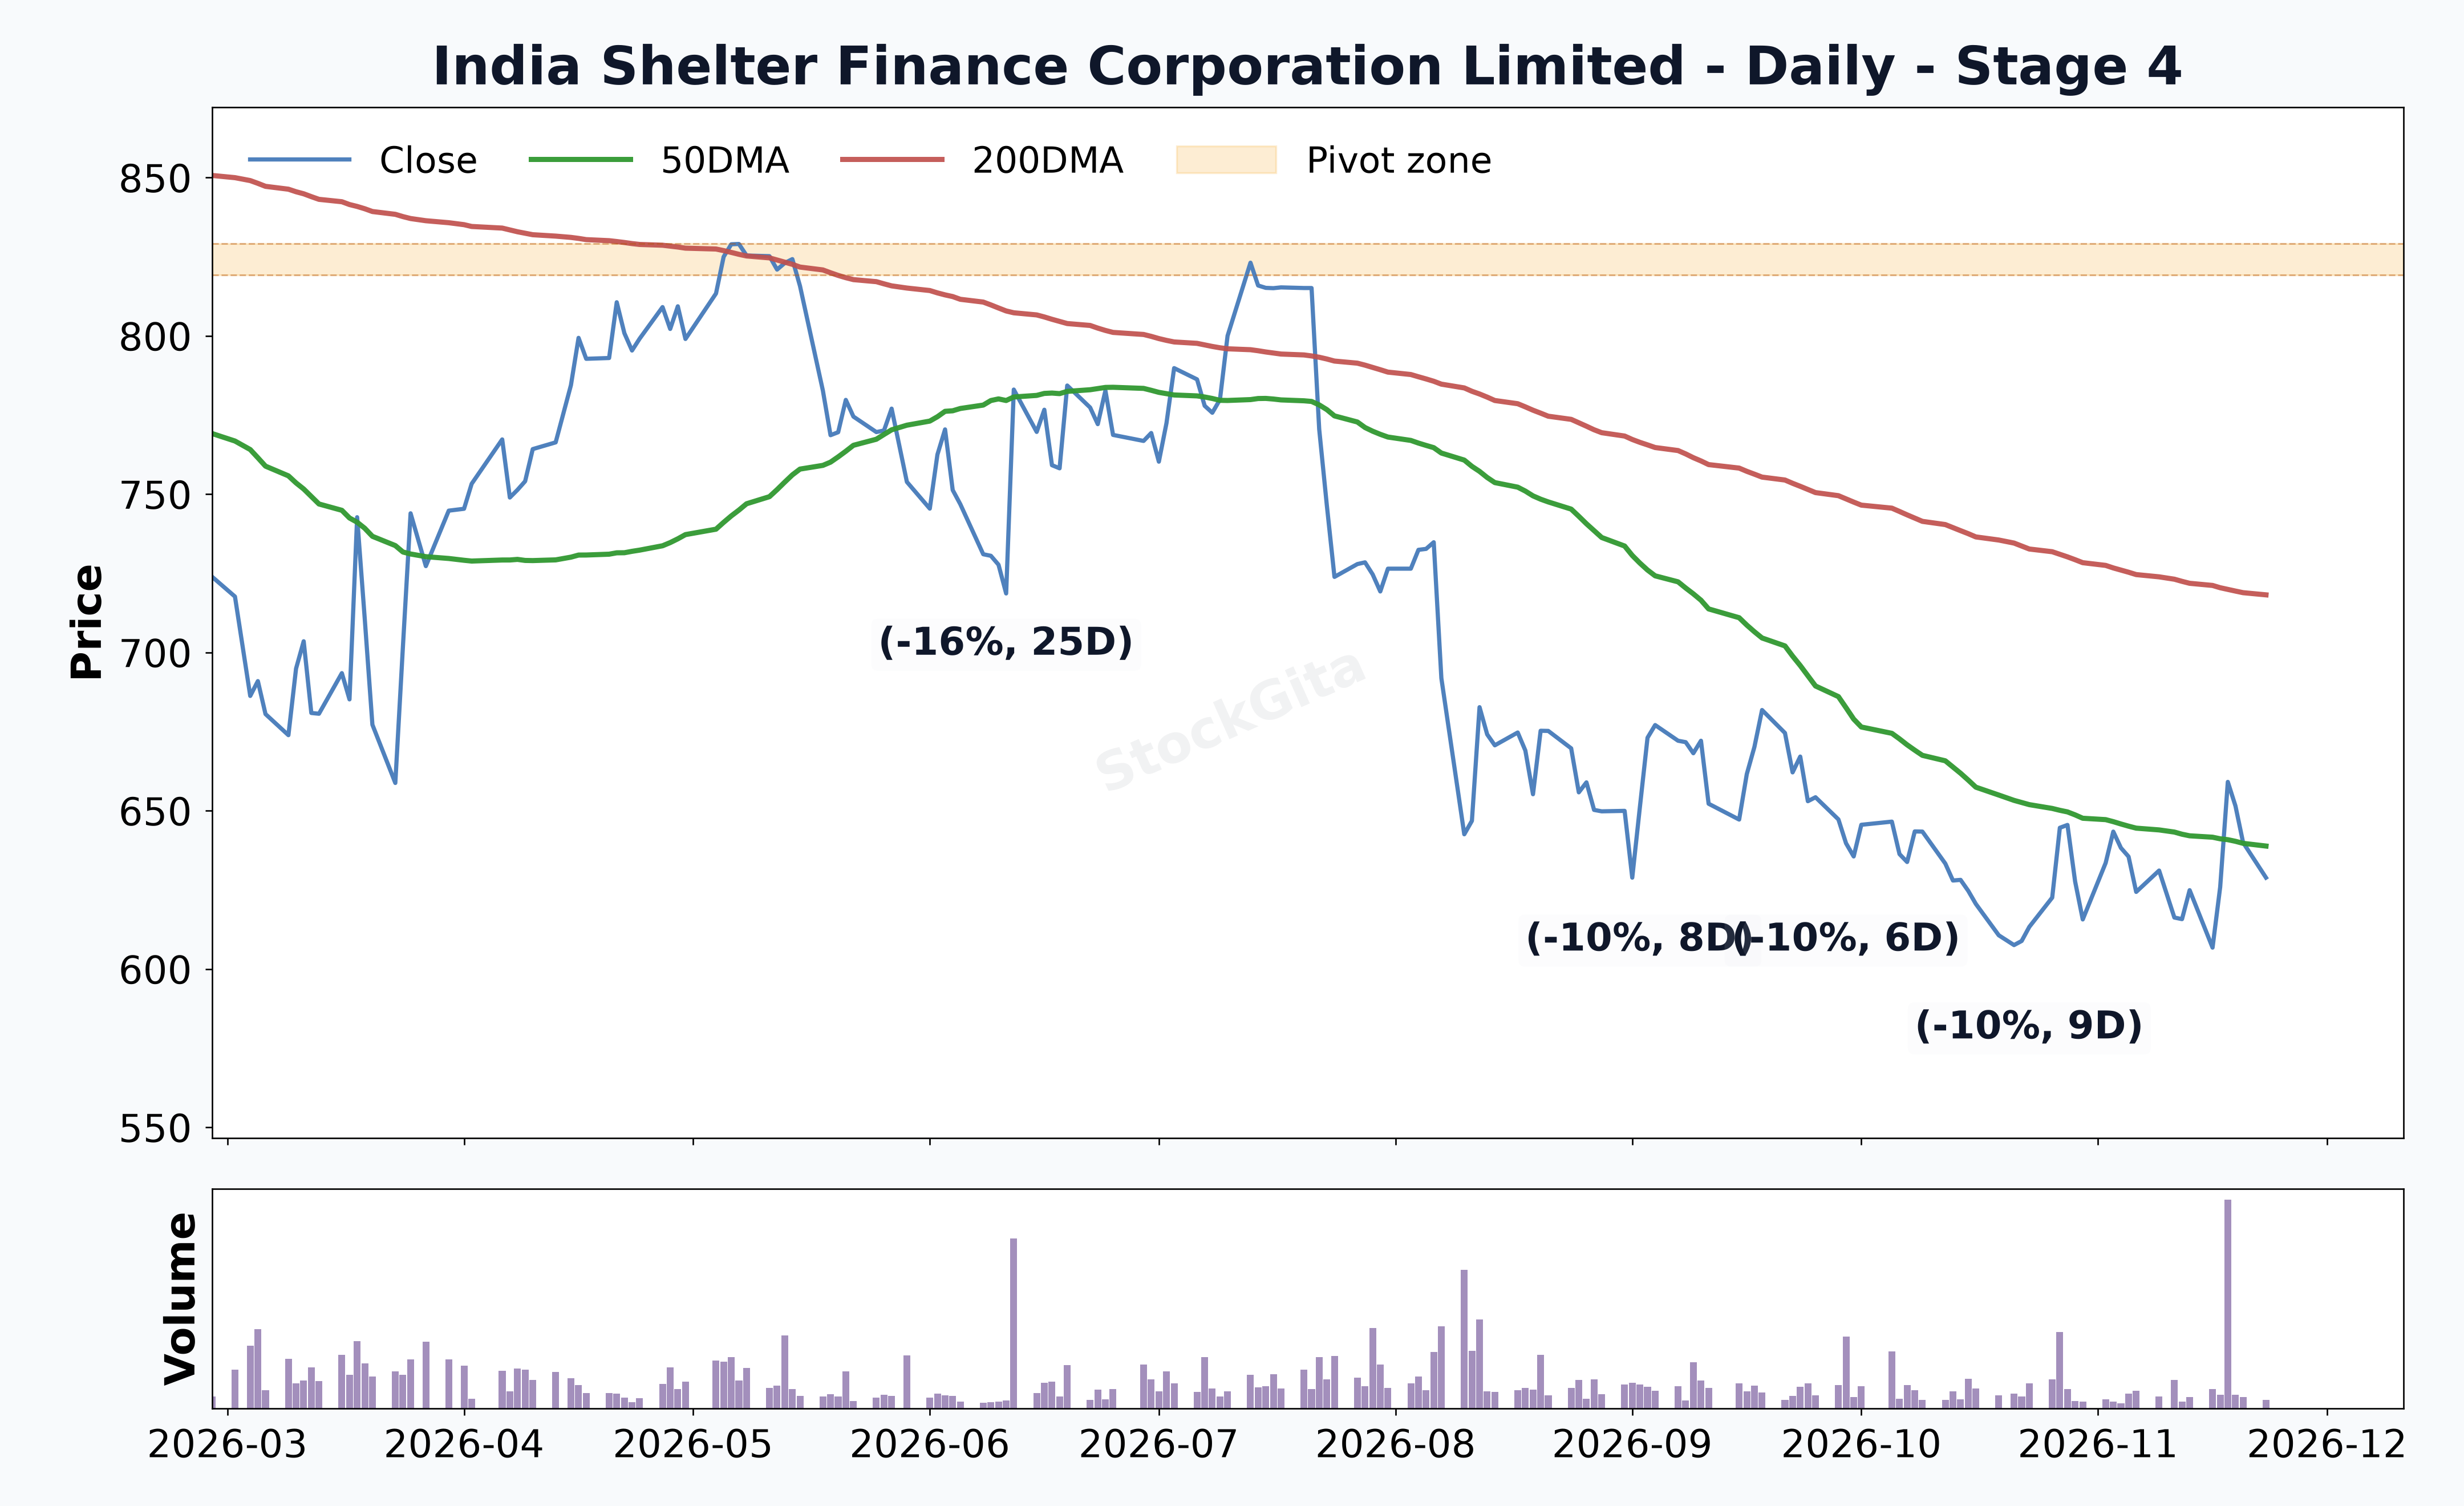 India Shelter Finance Corporation Limited - Daily - Stage 4
Close
50DMA
200DMA
Pivot zone
850
800
750
700
650
600
550
Price
(-16%, 25D)
StockGita
(-10%, 8D)
(-10%, 6D)
(-10%, 9D)
Volume
2026-03
2026-04
2026-05
2026-06
2026-07
2026-08
2026-09
2026-10
2026-11
2026-12